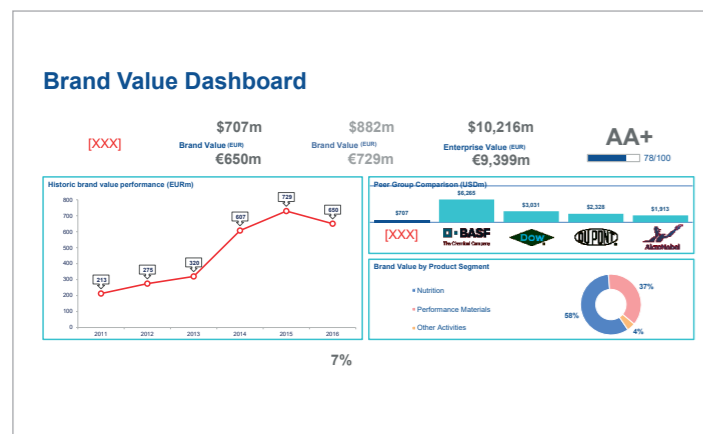 Brand Value Dashboard
$707m
$882m
$10,216m
AA+
[XXX]
Brand Value (EUR)
Brand Value (EUR)
Enterprise Value (EUR)
€650m
€729m
€9,399m
78/100
Historic brand value performance (EURm)
800
700
600
500
400
300
200
100
0
213
275
320
607
729
650
2011
2012
2013
2014
2015
2016
Peer Group Comparison (USDm)
$707
$6,265
$3,031
$2,328
$1,913
[XXX]
BASF
The Chemical Company
Dow
DUPONT
AkzoNobel
Brand Value by Product Segment
Nutrition
Performance Materials
Other Activities
37%
58%
4%
7%